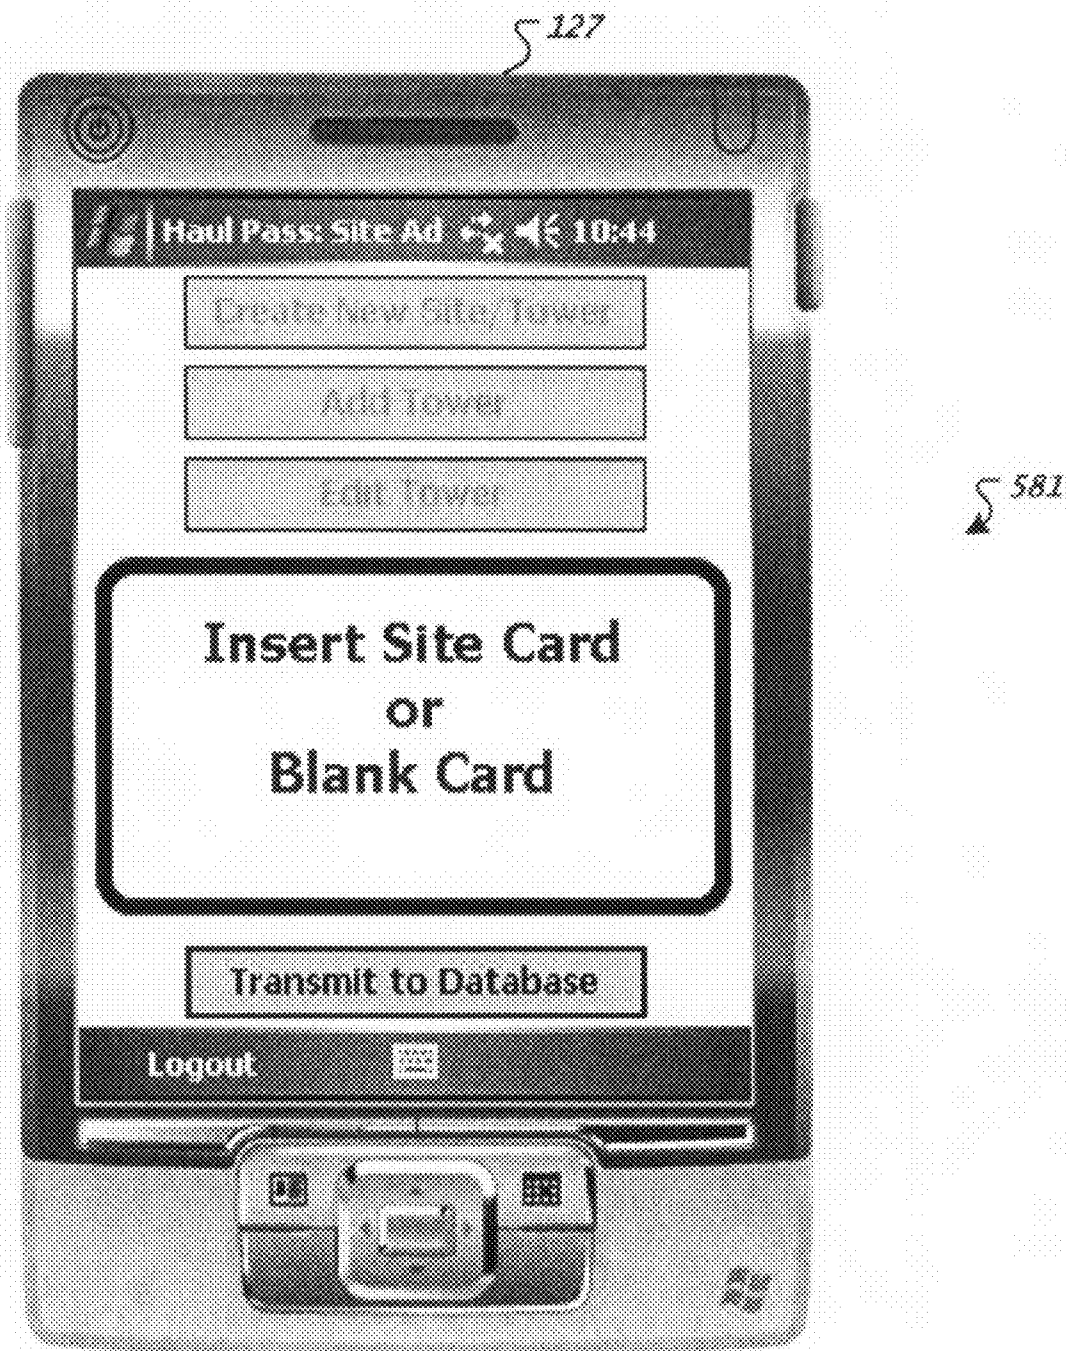 127
Haul Pass: Site Ad 10:44
Create New Site/Tower
Add Tower
Edit Tower
581
Insert Site Card
or
Blank Card
Transmit to Database
Logout